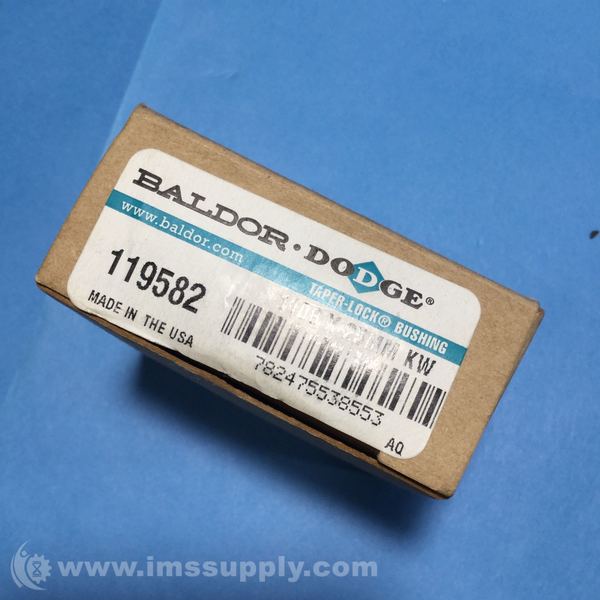 BALDOR · DODGE®
www.baldor.com
TAPER-LOCK® BUSHING
119582
KW
MADE IN THE USA
782475538553
AQ
www.imssupply.com